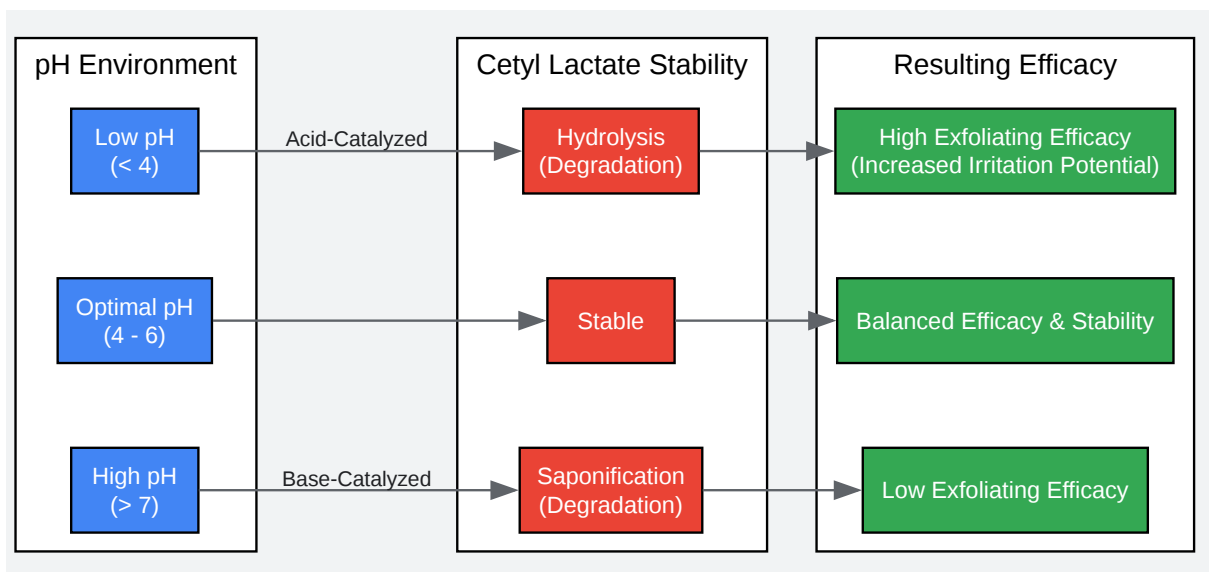 pH Environment
Cetyl Lactate Stability
Resulting Efficacy
Low pH
(< 4)
Acid-Catalyzed
Hydrolysis
(Degradation)
High Exfoliating Efficacy
(Increased Irritation Potential)
Optimal pH
(4 - 6)
Stable
Balanced Efficacy & Stability
High pH
(> 7)
Base-Catalyzed
Saponification
(Degradation)
Low Exfoliating Efficacy